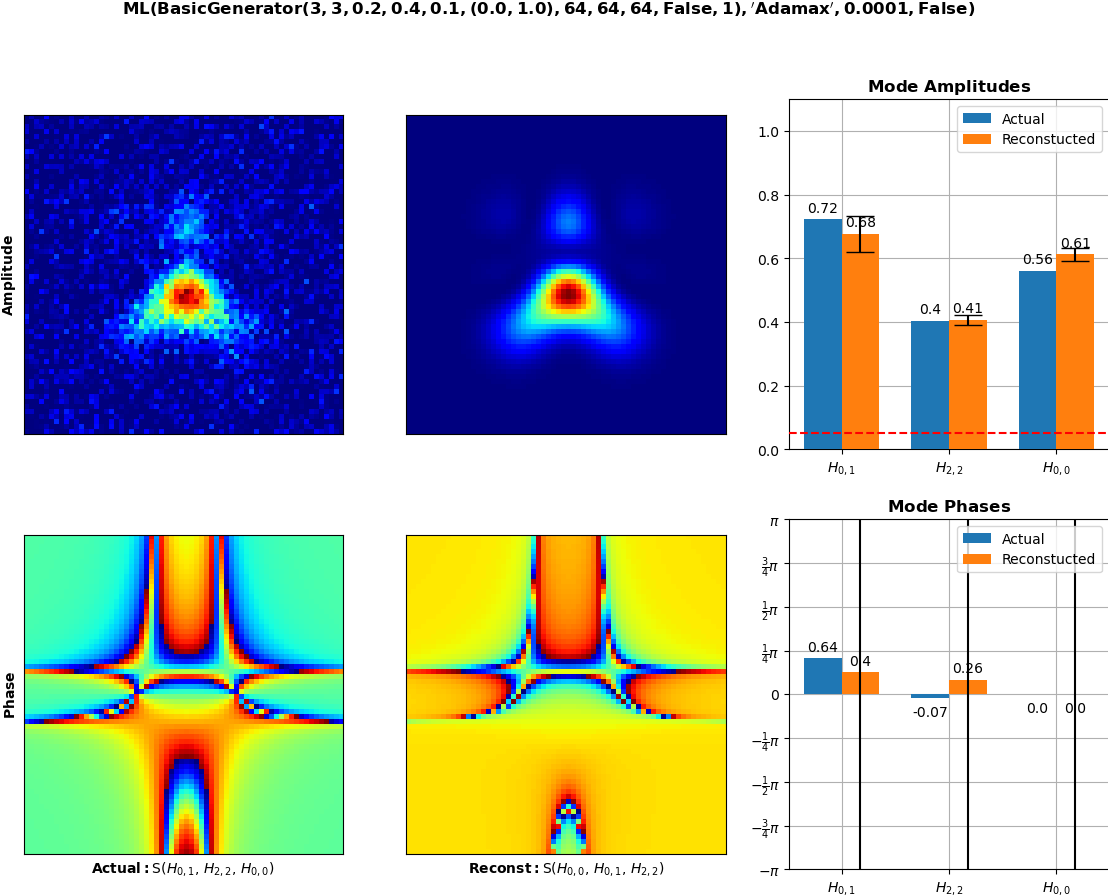 ML(BasicGenerator(3, 3, 0.2, 0.4, 0.1, (0.0, 1.0), 64, 64, 64, False, 1), 'Adamax', 0.0001, False)
Amplitude
Mode Amplitudes
Actual
Reconstucted
1.0
0.8
0.6
0.4
0.2
0.0
0.72
0.68
0.4
0.41
0.56
0.61
H0, 1
H2, 2
H0, 0
Phase
Actual: S(H0, 1, H2, 2, H0, 0)
Reconst: S(H0, 0, H0, 1, H2, 2)
Mode Phases
Actual
Reconstucted
π
3/4π
1/2π
1/4π
0
−1/4π
−1/2π
−3/4π
−π
0.64
0.4
-0.07
0.26
0.0
0.0
H0, 1
H2, 2
H0, 0